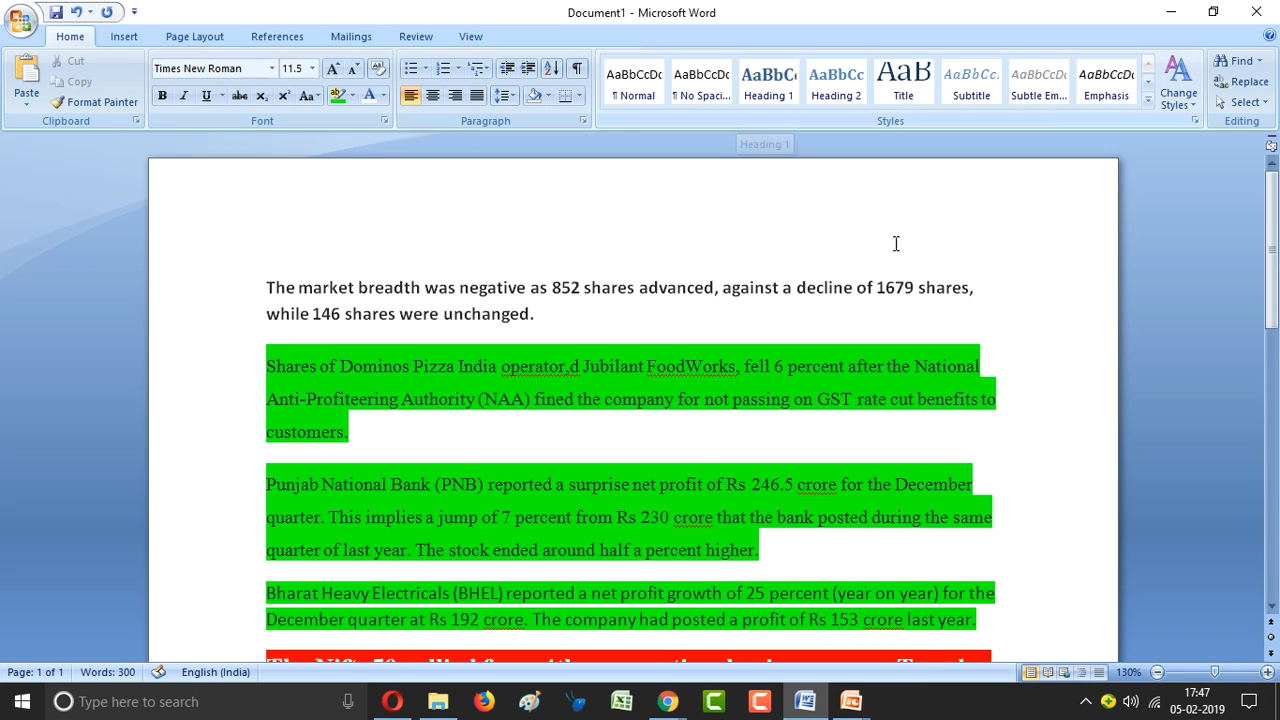 Document1 - Microsoft Word
Home Insert Page Layout References Mailings Review View
Paste
Cut
Copy
Format Painter
Clipboard
Times New Roman 11.5
Font
Paragraph
AaBbCcDc AaBbCcDc AaBbCc AaBbCc AaB AaBbCc. AaBbCcDc AaBbCcDc
¶ Normal ¶ No Spaci... Heading 1 Heading 2 Title Subtitle Subtle Em... Emphasis
Change Styles
Styles
Find
Replace
Select
Editing
Heading 1
The market breadth was negative as 852 shares advanced, against a decline of 1679 shares,
while 146 shares were unchanged.
Shares of Dominos Pizza India operator,d Jubilant FoodWorks, fell 6 percent after the National
Anti-Profiteering Authority (NAA) fined the company for not passing on GST rate cut benefits to
customers.
Punjab National Bank (PNB) reported a surprise net profit of Rs 246.5 crore for the December
quarter. This implies a jump of 7 percent from Rs 230 crore that the bank posted during the same
quarter of last year. The stock ended around half a percent higher.
Bharat Heavy Electricals (BHEL) reported a net profit growth of 25 percent (year on year) for the
December quarter at Rs 192 crore. The company had posted a profit of Rs 153 crore last year.
Page: 1 of 1 Words: 300 English (India) 130%
Type here to search
17:47
05-02-2019